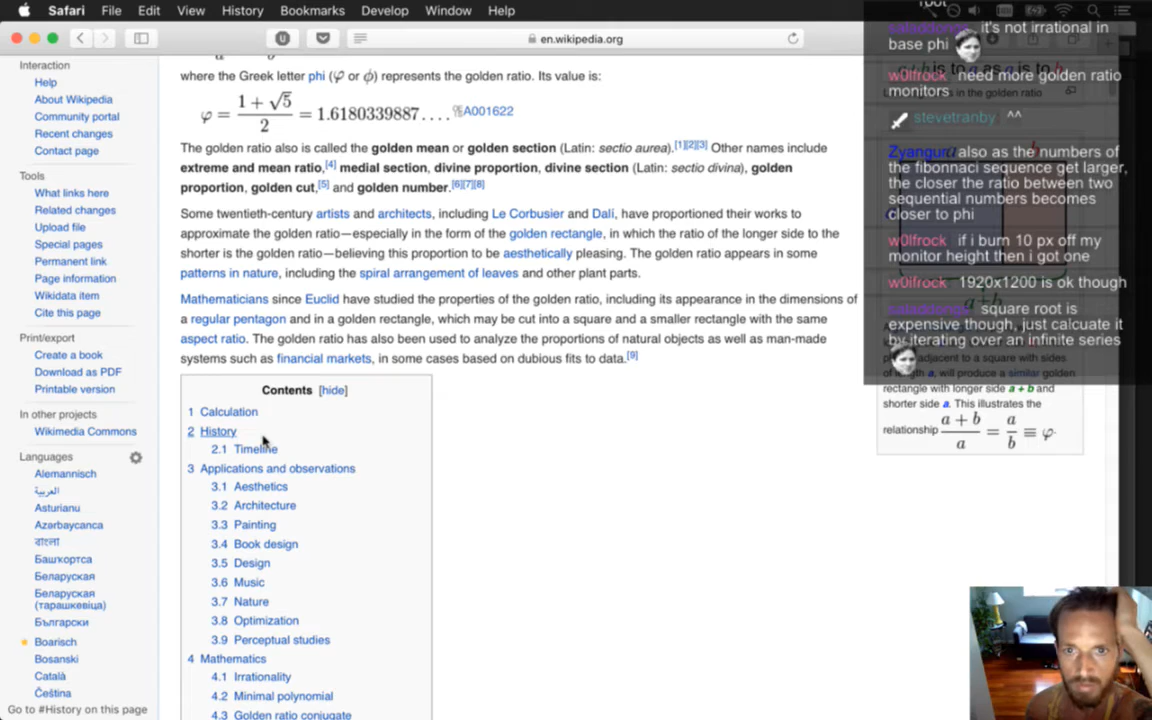 Safari File Edit View History Bookmarks Develop Window Help
en.wikipedia.org
Interaction
Help
About Wikipedia
Community portal
Recent changes
Contact page
Tools
What links here
Related changes
Upload file
Special pages
Permanent link
Page information
Wikidata item
Cite this page
Print/export
Create a book
Download as PDF
Printable version
In other projects
Wikimedia Commons
Languages
Alemannisch
العربية
Asturianu
Azərbaycanca
বাংলা
Башҡортса
Беларуская
Беларуская
(тарашкевіца)
Български
Boarisch
Bosanski
Català
Čeština
Go to #History on this page
where the Greek letter phi (φ or ϕ) represents the golden ratio. Its value is:
φ = (1 + √5) / 2 = 1.6180339887.... A001622
The golden ratio also is called the golden mean or golden section (Latin: sectio aurea).[1][2][3] Other names include
extreme and mean ratio,[4] medial section, divine proportion, divine section (Latin: sectio divina), golden
proportion, golden cut,[5] and golden number.[6][7][8]
Some twentieth-century artists and architects, including Le Corbusier and Dalí, have proportioned their works to
approximate the golden ratio—especially in the form of the golden rectangle, in which the ratio of the longer side to the
shorter is the golden ratio—believing this proportion to be aesthetically pleasing. The golden ratio appears in some
patterns in nature, including the spiral arrangement of leaves and other plant parts.
Mathematicians since Euclid have studied the properties of the golden ratio, including its appearance in the dimensions of
a regular pentagon and in a golden rectangle, which may be cut into a square and a smaller rectangle with the same
aspect ratio. The golden ratio has also been used to analyze the proportions of natural objects as well as man-made
systems such as financial markets, in some cases based on dubious fits to data.[9]
Contents [hide]
1 Calculation
2 History
2.1 Timeline
3 Applications and observations
3.1 Aesthetics
3.2 Architecture
3.3 Painting
3.4 Book design
3.5 Design
3.6 Music
3.7 Nature
3.8 Optimization
3.9 Perceptual studies
4 Mathematics
4.1 Irrationality
4.2 Minimal polynomial
4.3 Golden ratio conjugate
root
it's not irrational in
base phi
w0lfrock need more golden ratio
monitors
stevetranby ^^
Zyangura also as the numbers of
the fibonnaci sequence get larger,
the closer the ratio between two
sequential numbers becomes
closer to phi
w0lfrock if i burn 10 px off my
monitor height then i got one
w0lfrock 1920x1200 is ok though
square root is
expensive though, just calcuate it
by iterating over an infinite series
a+b
adjacent to a square with sides
of length a, will produce a similar golden
rectangle with longer side a + b and
shorter side a. This illustrates the
relationship (a + b) / a = a / b ≡ φ.